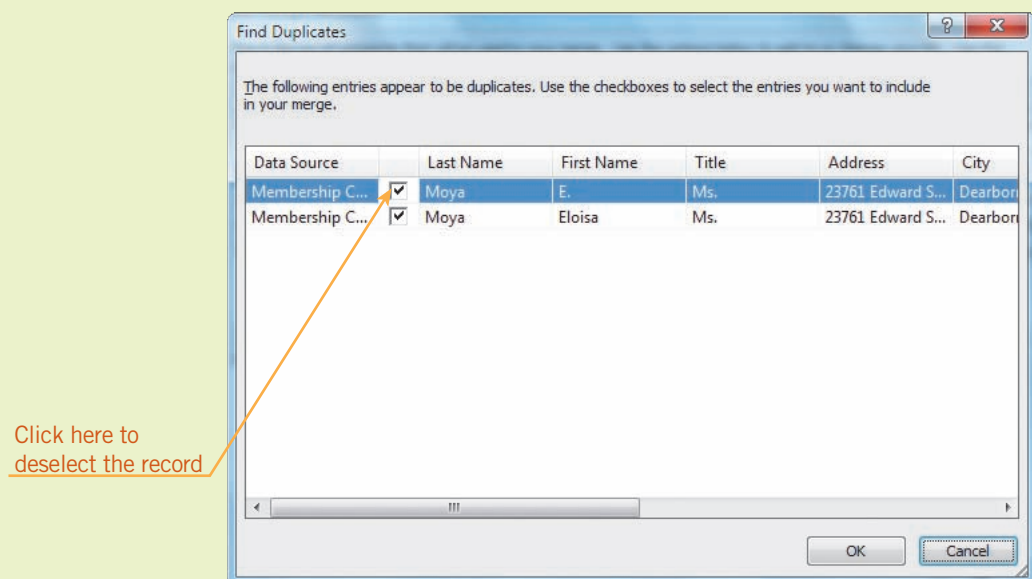 Find Duplicates
The following entries appear to be duplicates. Use the checkboxes to select the entries you want to include
in your merge.
Data Source Last Name First Name Title Address City
Membership C... Moya E. Ms. 23761 Edward S... Dearborn
Membership C... Moya Eloisa Ms. 23761 Edward S... Dearborn
Click here to
deselect the record
OK Cancel